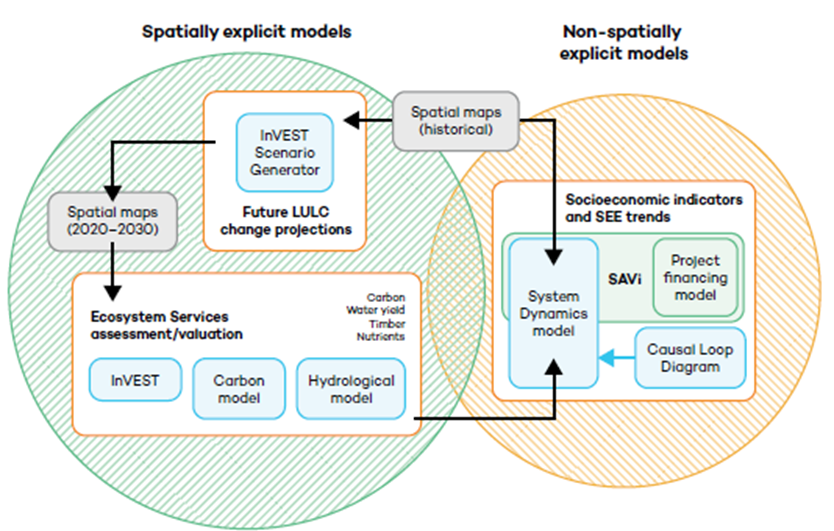 Spatially explicit models
Non-spatially
explicit models
Spatial maps
(historical)
InVEST
Scenario
Generator
Future LULC
change projections
Spatial maps
(2020–2030)
Socioeconomic indicators
and SEE trends
SAVi
Project
financing
model
System
Dynamics
model
Causal Loop
Diagram
Ecosystem Services
assessment/valuation
Carbon
Water yield
Timber
Nutrients
InVEST
Carbon
model
Hydrological
model